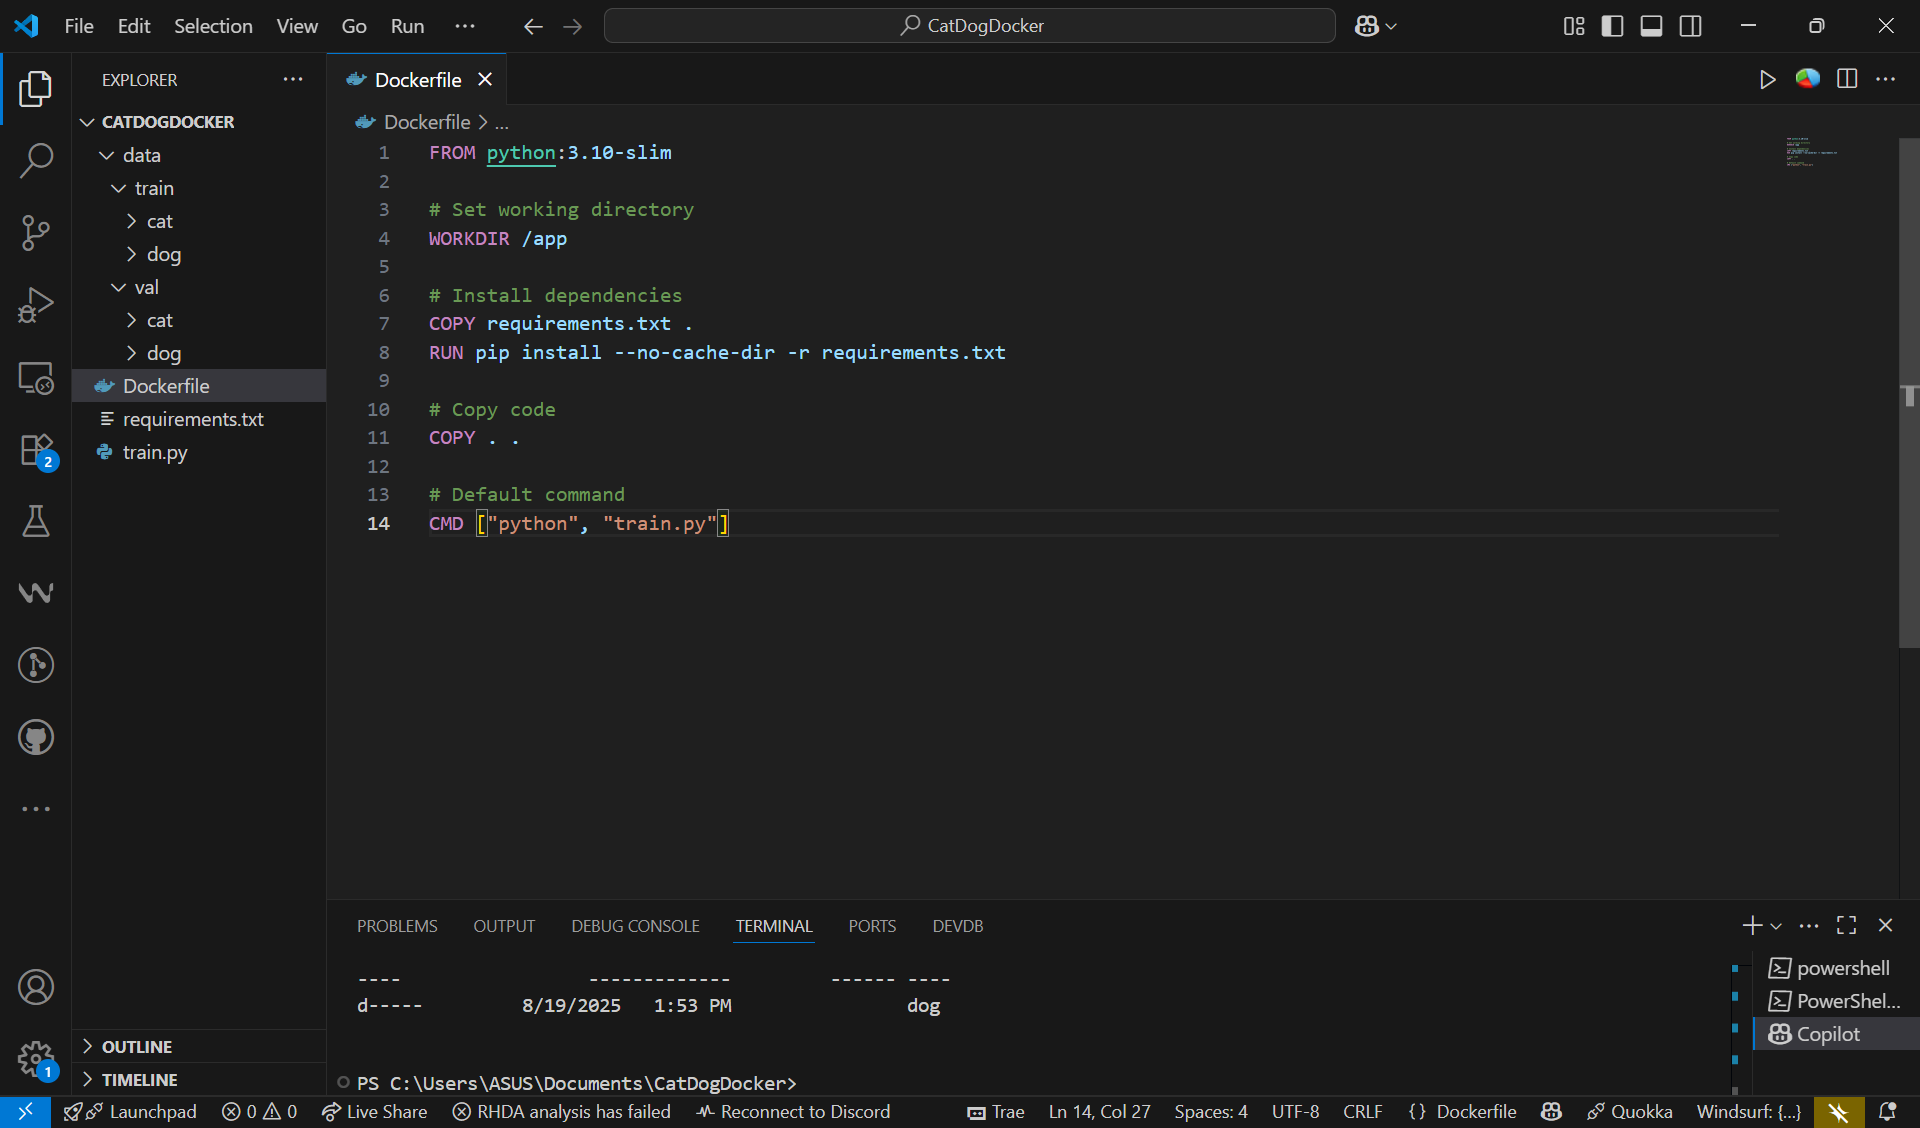 File Edit Selection View Go Run ···
CatDogDocker
EXPLORER
CATDOGDOCKER
data
train
cat
dog
val
cat
dog
Dockerfile
requirements.txt
train.py
OUTLINE
TIMELINE
2
1
Dockerfile
Dockerfile > ...
1 FROM python:3.10-slim
2
3 # Set working directory
4 WORKDIR /app
5
6 # Install dependencies
7 COPY requirements.txt .
8 RUN pip install --no-cache-dir -r requirements.txt
9
10 # Copy code
11 COPY . .
12
13 # Default command
14 CMD ["python", "train.py"]
PROBLEMS OUTPUT DEBUG CONSOLE TERMINAL PORTS DEVDB
---- ------------- ------ ----
d----- 8/19/2025 1:53 PM dog
PS C:\Users\ASUS\Documents\CatDogDocker>
powershell
PowerShel...
Copilot
Launchpad 0 0 Live Share RHDA analysis has failed Reconnect to Discord Trae Ln 14, Col 27 Spaces: 4 UTF-8 CRLF {} Dockerfile Quokka Windsurf: {...}